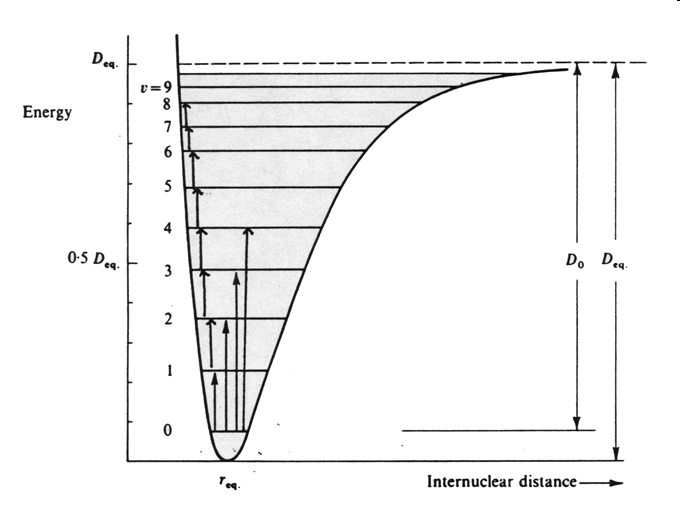 D_eq.
Energy
v=9
8
7
6
5
4
0·5 D_eq.
3
D_0 D_eq.
2
1
0
r_eq.
Internuclear distance